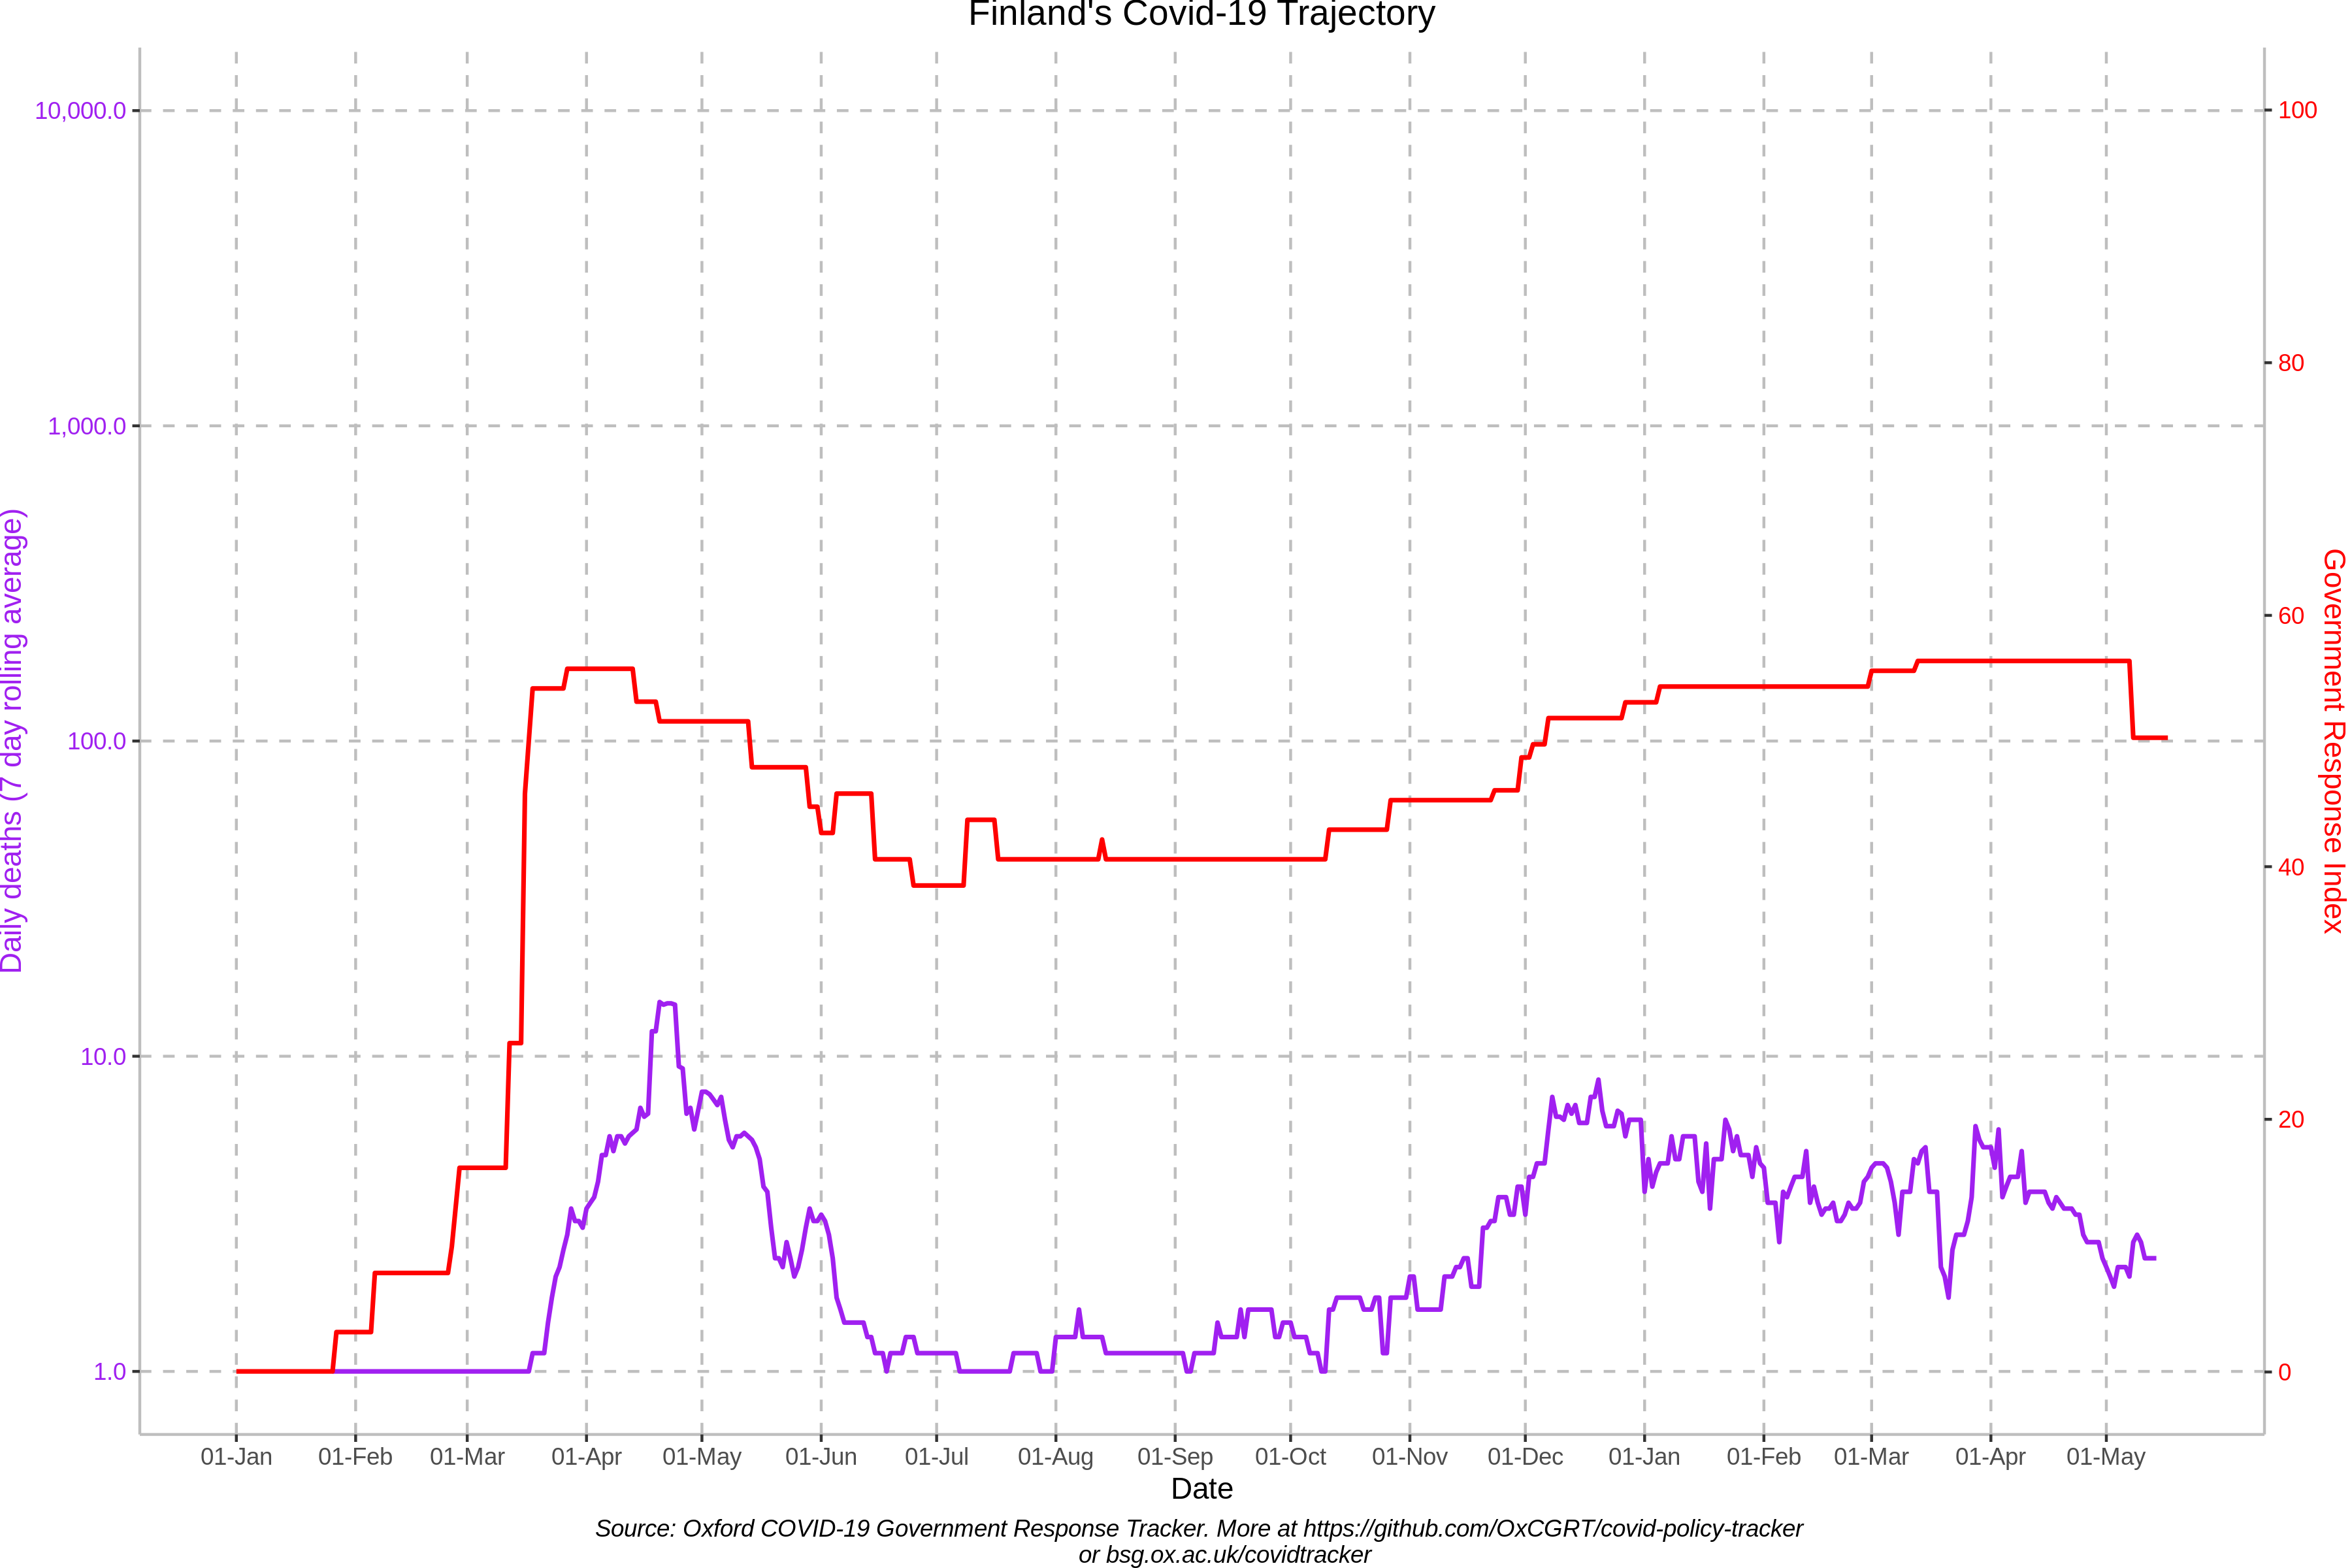 Finland's Covid-19 Trajectory
10,000.0
1,000.0
100.0
10.0
1.0
Daily deaths (7 day rolling average)
100
80
60
40
20
0
Government Response Index
01-Jan 01-Feb 01-Mar 01-Apr 01-May 01-Jun 01-Jul 01-Aug 01-Sep 01-Oct 01-Nov 01-Dec 01-Jan 01-Feb 01-Mar 01-Apr 01-May
Date
Source: Oxford COVID-19 Government Response Tracker. More at https://github.com/OxCGRT/covid-policy-tracker
or bsg.ox.ac.uk/covidtracker